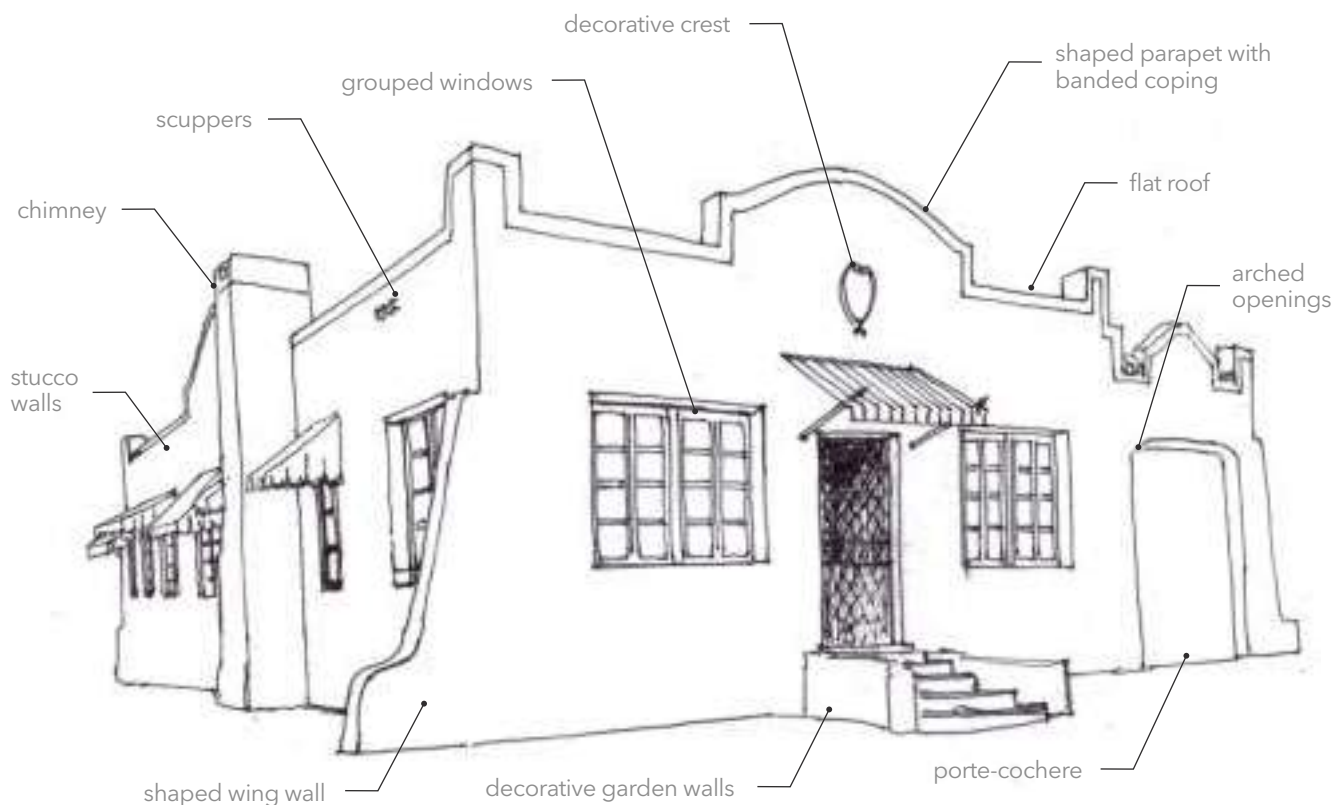 decorative crest
shaped parapet with
banded coping
grouped windows
scuppers
flat roof
chimney
arched
openings
stucco
walls
porte-cochere
decorative garden walls
shaped wing wall